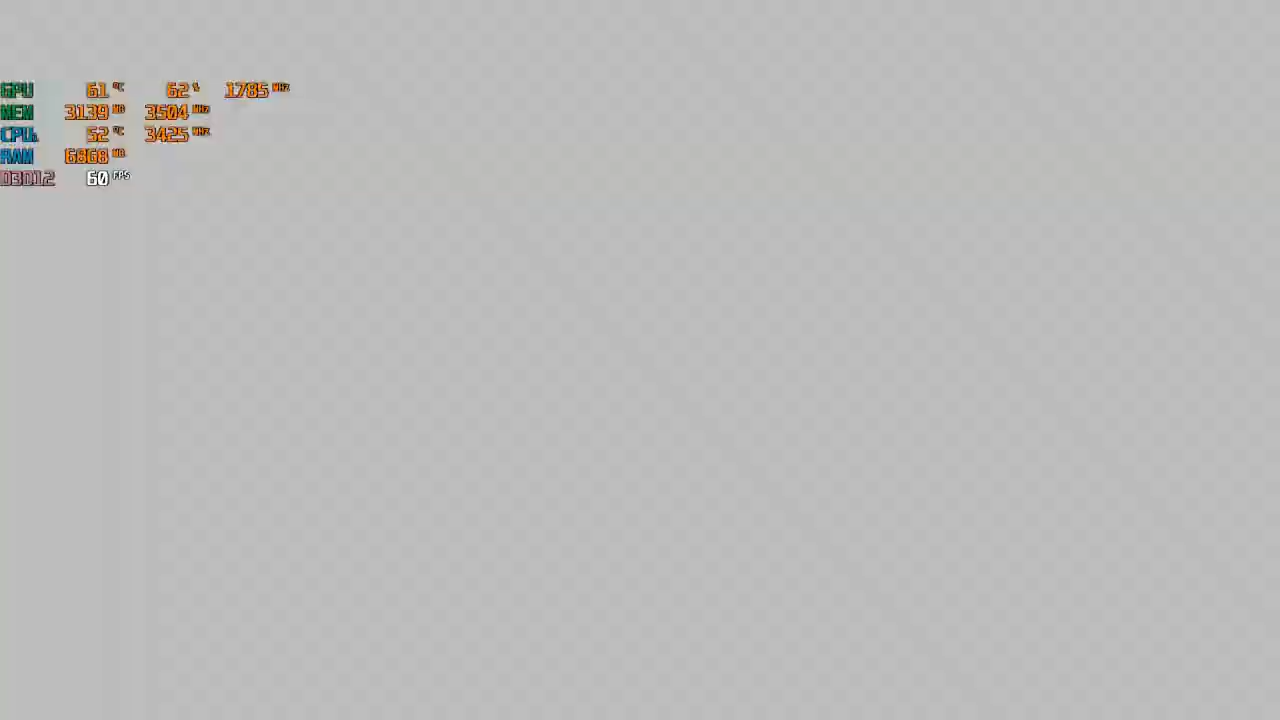 GPU 61 °C 62 % 1785 MHz
MEM 3139 MB 3504 MHz
CPU 52 °C 3425 MHz
RAM 6868 MB
D3D12 60 FPS